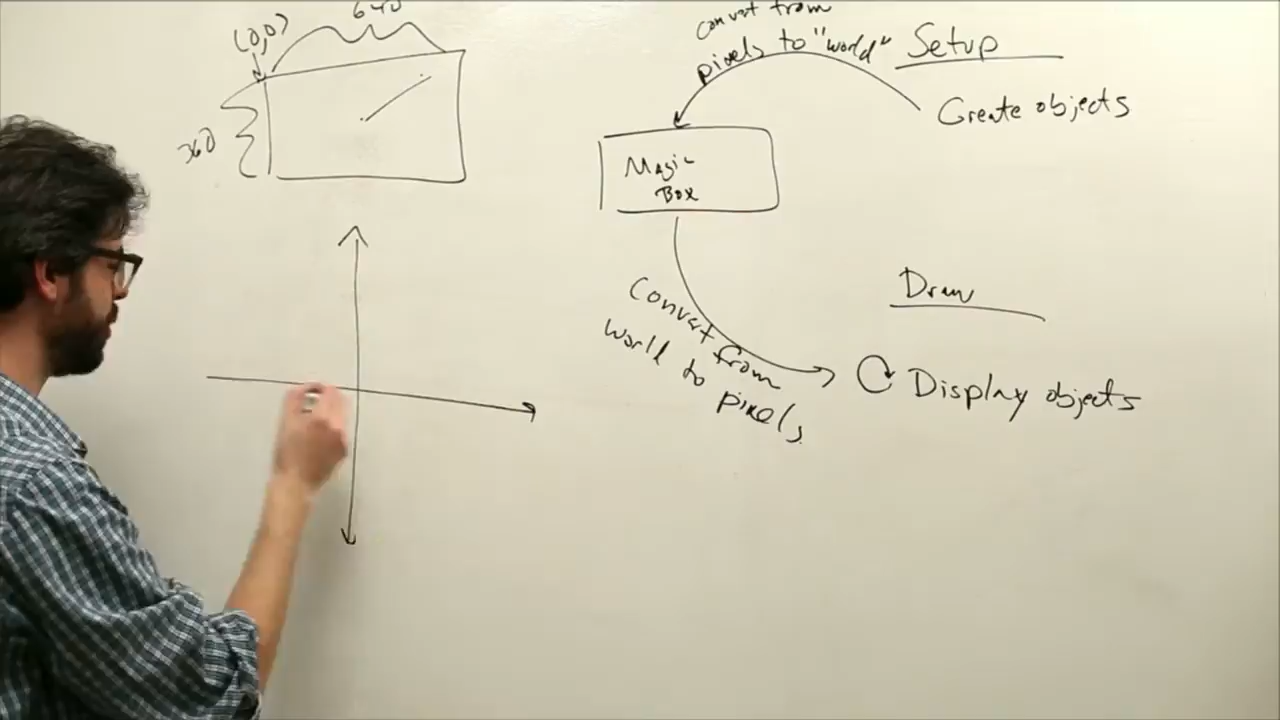 (0,0)
640
360
convert from
pixels to "world"
Setup
Create objects
Magic
Box
Convert from
world to
pixels
Draw
Display objects